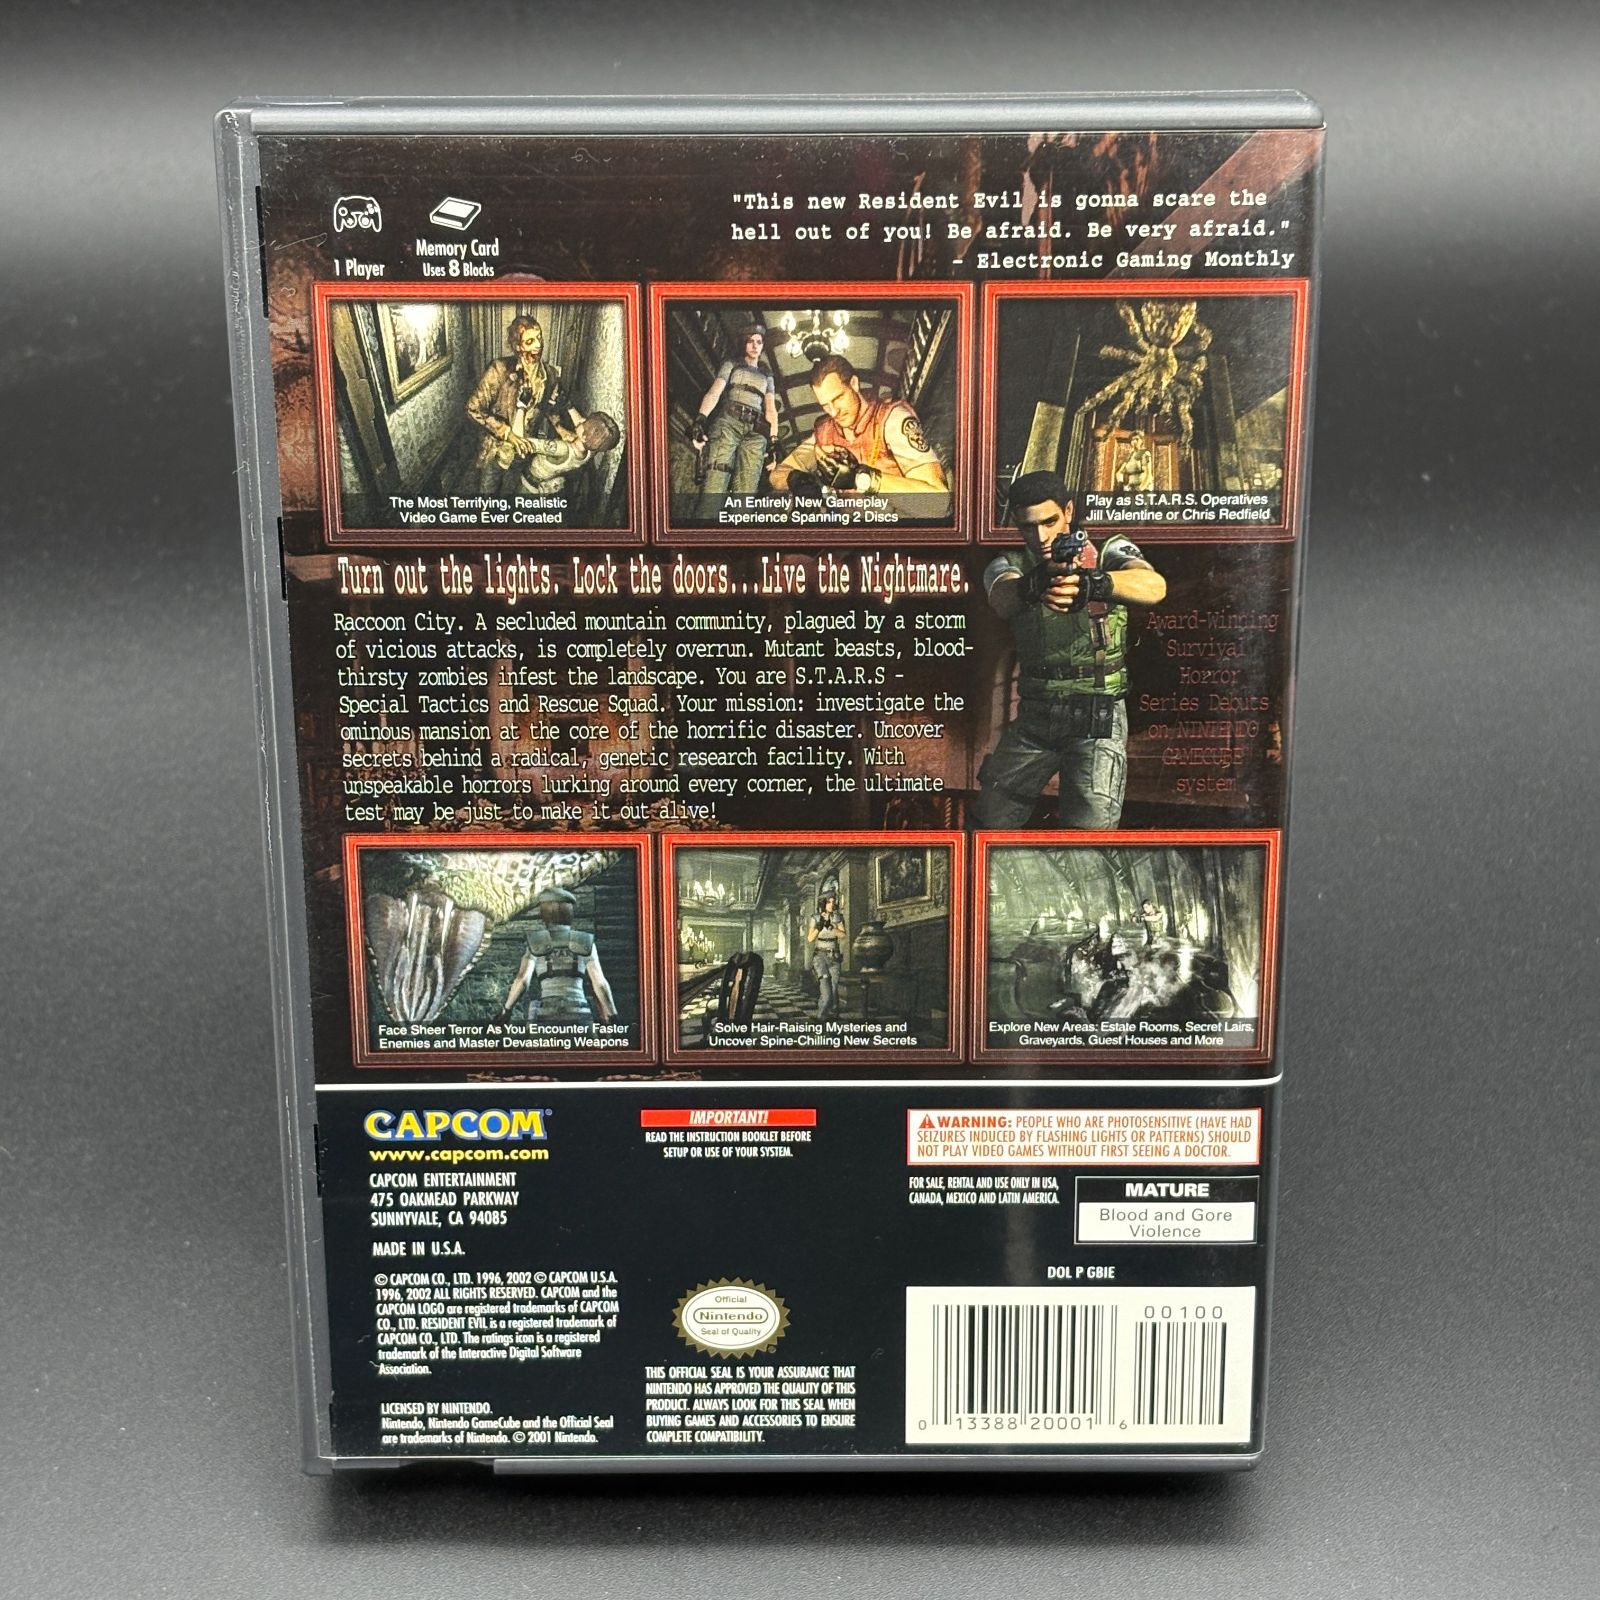 "This new Resident Evil is gonna scare the
hell out of you! Be afraid. Be very afraid."
- Electronic Gaming Monthly
1 Player
Memory Card
Uses 8 Blocks
The Most Terrifying, Realistic
Video Game Ever Created
An Entirely New Gameplay
Experience Spanning 2 Discs
Play as S.T.A.R.S. Operatives
Jill Valentine or Chris Redfield
Turn out the lights. Lock the doors...Live the Nightmare.
Raccoon City. A secluded mountain community, plagued by a storm
of vicious attacks, is completely overrun. Mutant beasts, blood-
thirsty zombies infest the landscape. You are S.T.A.R.S -
Special Tactics and Rescue Squad. Your mission: investigate the
ominous mansion at the core of the horrific disaster. Uncover
secrets behind a radical, genetic research facility. With
unspeakable horrors lurking around every corner, the ultimate
test may be just to make it out alive!
Award-Winning
Survival
Horror
Series Debuts
on NINTENDO
GAMECUBE
system
Face Sheer Terror As You Encounter Faster
Enemies and Master Devastating Weapons
Solve Hair-Raising Mysteries and
Uncover Spine-Chilling New Secrets
Explore New Areas: Estate Rooms, Secret Lairs,
Graveyards, Guest Houses and More
CAPCOM®
www.capcom.com
CAPCOM ENTERTAINMENT
475 OAKMEAD PARKWAY
SUNNYVALE, CA 94085
MADE IN U.S.A.
© CAPCOM CO., LTD. 1996, 2002 © CAPCOM U.S.A.
1996, 2002 ALL RIGHTS RESERVED. CAPCOM and the
CAPCOM LOGO are registered trademarks of CAPCOM
CO., LTD. RESIDENT EVIL is a registered trademark of
CAPCOM CO., LTD. The ratings icon is a registered
trademark of the Interactive Digital Software
Association.
LICENSED BY NINTENDO.
Nintendo, Nintendo GameCube and the Official Seal
are trademarks of Nintendo. © 2001 Nintendo.
IMPORTANT!
READ THE INSTRUCTION BOOKLET BEFORE
SETUP OR USE OF YOUR SYSTEM.
Official
Nintendo
Seal of Quality
THIS OFFICIAL SEAL IS YOUR ASSURANCE THAT
NINTENDO HAS APPROVED THE QUALITY OF THIS
PRODUCT. ALWAYS LOOK FOR THIS SEAL WHEN
BUYING GAMES AND ACCESSORIES TO ENSURE
COMPLETE COMPATIBILITY.
WARNING: PEOPLE WHO ARE PHOTOSENSITIVE (HAVE HAD
SEIZURES INDUCED BY FLASHING LIGHTS OR PATTERNS) SHOULD
NOT PLAY VIDEO GAMES WITHOUT FIRST SEEING A DOCTOR.
FOR SALE, RENTAL AND USE ONLY IN USA,
CANADA, MEXICO AND LATIN AMERICA.
MATURE
Blood and Gore
Violence
DOL P GBIE
00100
0 13388 20001 6